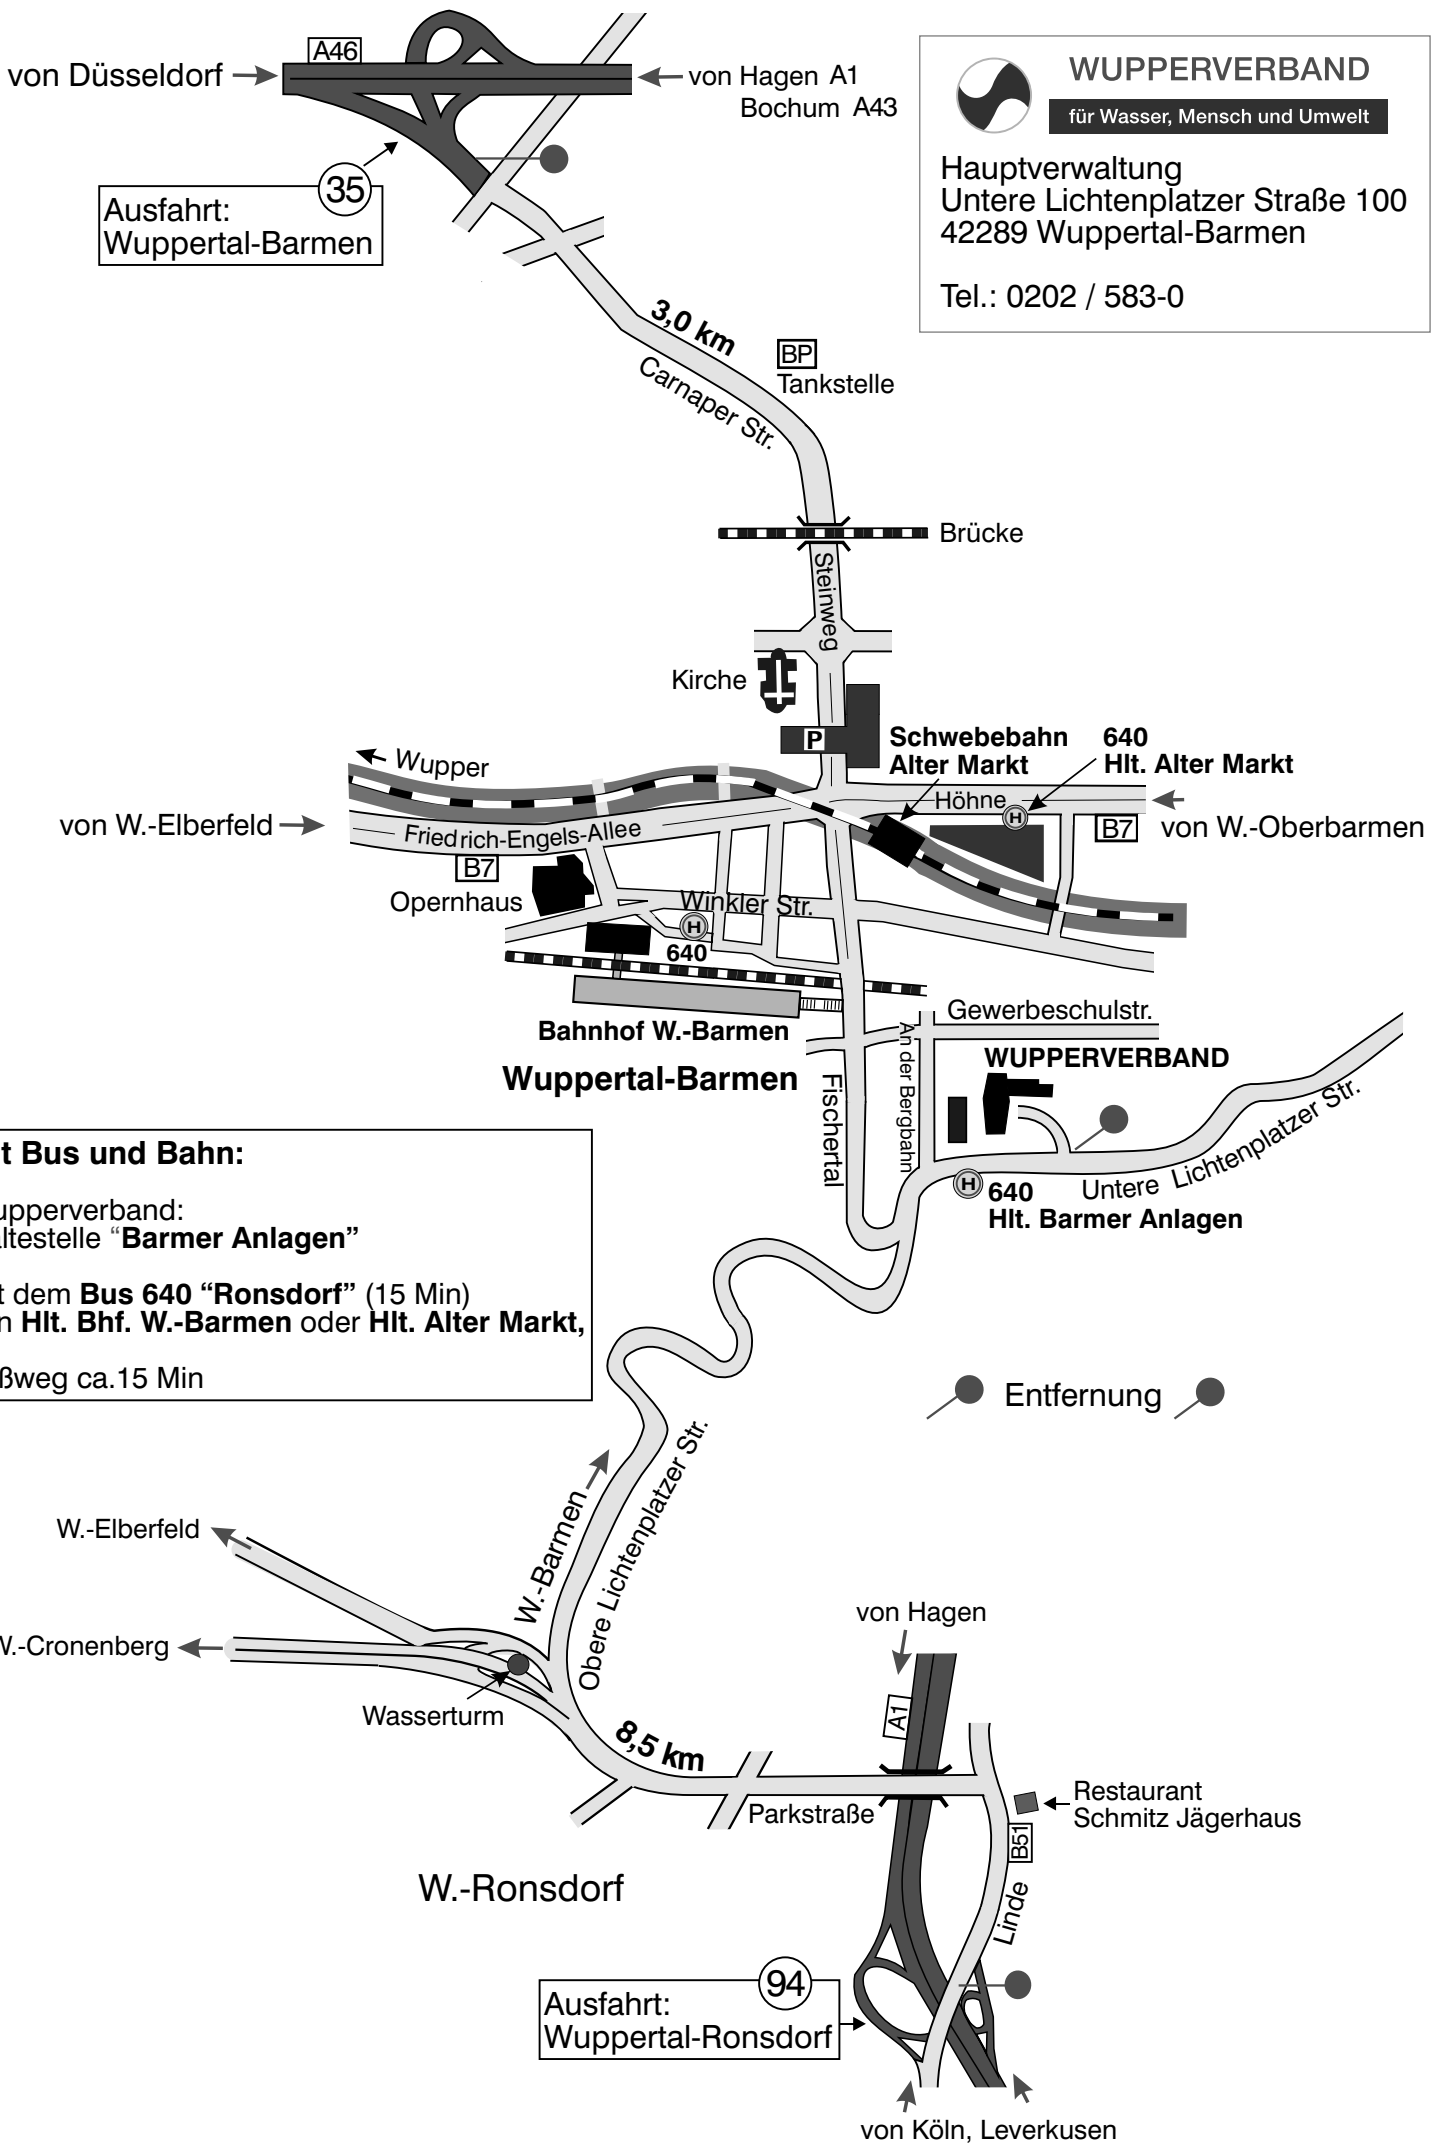 A46
von Düsseldorf
von Hagen A1
Bochum A43
WUPPERVERBAND
für Wasser, Mensch und Umwelt
Hauptverwaltung
Untere Lichtenplatzer Straße 100
42289 Wuppertal-Barmen
Tel.: 0202 / 583-0
35
Ausfahrt:
Wuppertal-Barmen
3,0 km
Carnaper Str.
BP
Tankstelle
Brücke
Steinweg
Kirche
P
Schwebebahn
Alter Markt
640
Hlt. Alter Markt
Wupper
Höhne
H
von W.-Elberfeld
Friedrich-Engels-Allee
B7
B7
von W.-Oberbarmen
Opernhaus
Winkler Str.
H
640
Bahnhof W.-Barmen
Gewerbeschulstr.
An der Bergbahn
WUPPERVERBAND
Wuppertal-Barmen
Fischertal
Untere Lichtenplatzer Str.
H
640
Hlt. Barmer Anlagen
t Bus und Bahn:
upperverband:
altestelle “Barmer Anlagen”
t dem Bus 640 “Ronsdorf” (15 Min)
n Hlt. Bhf. W.-Barmen oder Hlt. Alter Markt,
ßweg ca.15 Min
Entfernung
W.-Barmen
Obere Lichtenplatzer Str.
W.-Elberfeld
W.-Cronenberg
Wasserturm
8,5 km
von Hagen
A1
Parkstraße
Restaurant
Schmitz Jägerhaus
B51
Linde
W.-Ronsdorf
94
Ausfahrt:
Wuppertal-Ronsdorf
von Köln, Leverkusen